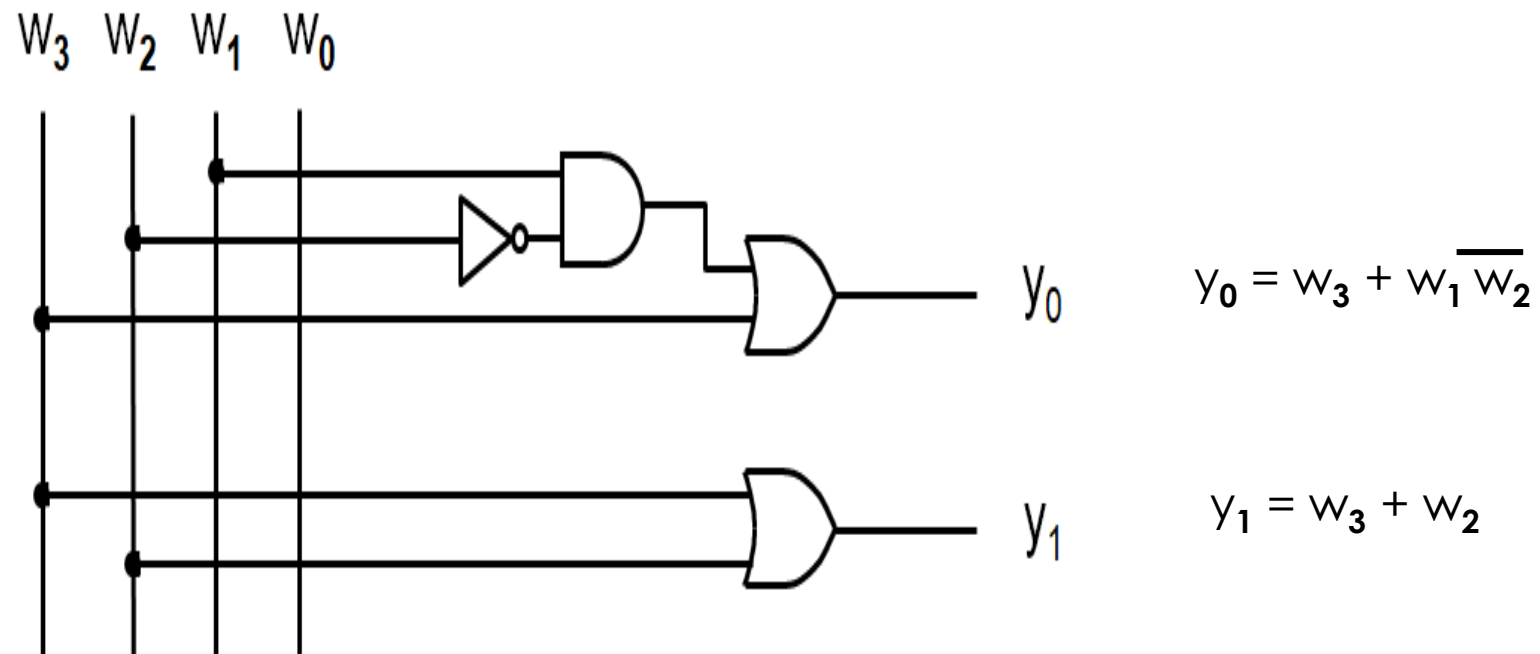 W₃ W₂ W₁ W₀
y₀ y₀ = w₃ + w₁ w̅₂
y₁ y₁ = w₃ + w₂